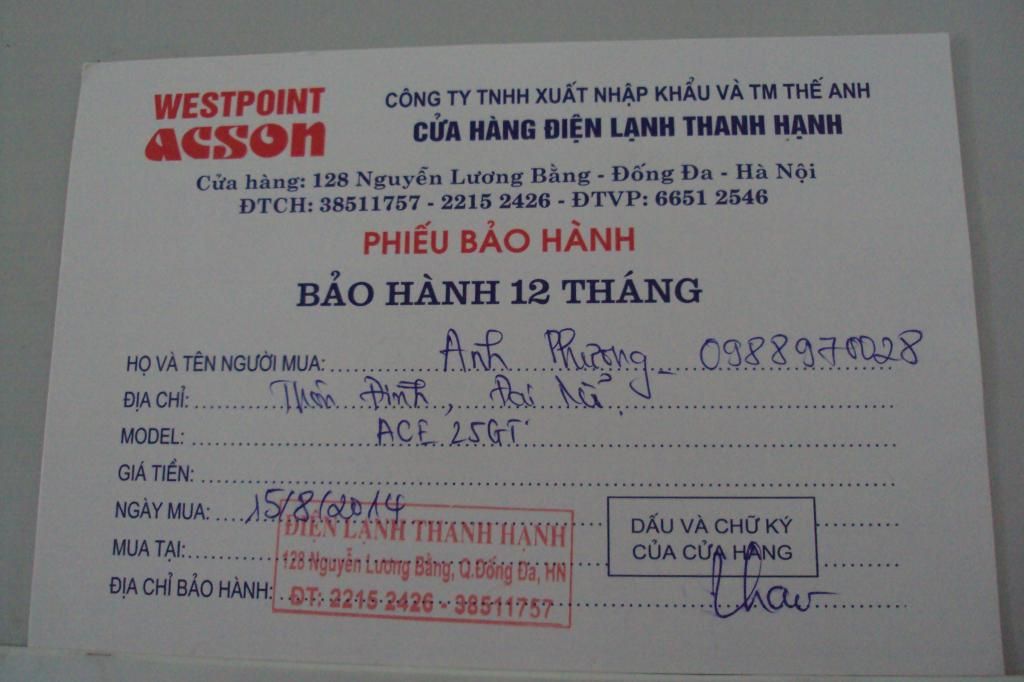 WESTPOINT
ACSON
CÔNG TY TNHH XUẤT NHẬP KHẨU VÀ TM THẾ ANH
CỬA HÀNG ĐIỆN LẠNH THANH HẠNH
Cửa hàng: 128 Nguyễn Lương Bằng - Đống Đa - Hà Nội
ĐTCH: 38511757 - 2215 2426 - ĐTVP: 6651 2546
PHIẾU BẢO HÀNH
BẢO HÀNH 12 THÁNG
HỌ VÀ TÊN NGƯỜI MUA: Anh Phương - 0988970028
ĐỊA CHỈ: Thôn Đình, Đại
MODEL: ACE 25GT
GIÁ TIỀN:
NGÀY MUA: 15/8/2014
MUA TẠI:
ĐỊA CHỈ BẢO HÀNH:
ĐIỆN LẠNH THANH HẠNH
128 Nguyễn Lương Bằng, Q.Đống Đa, HN
ĐT: 2215 2426 - 38511757
DẤU VÀ CHỮ KÝ
CỦA CỬA HÀNG